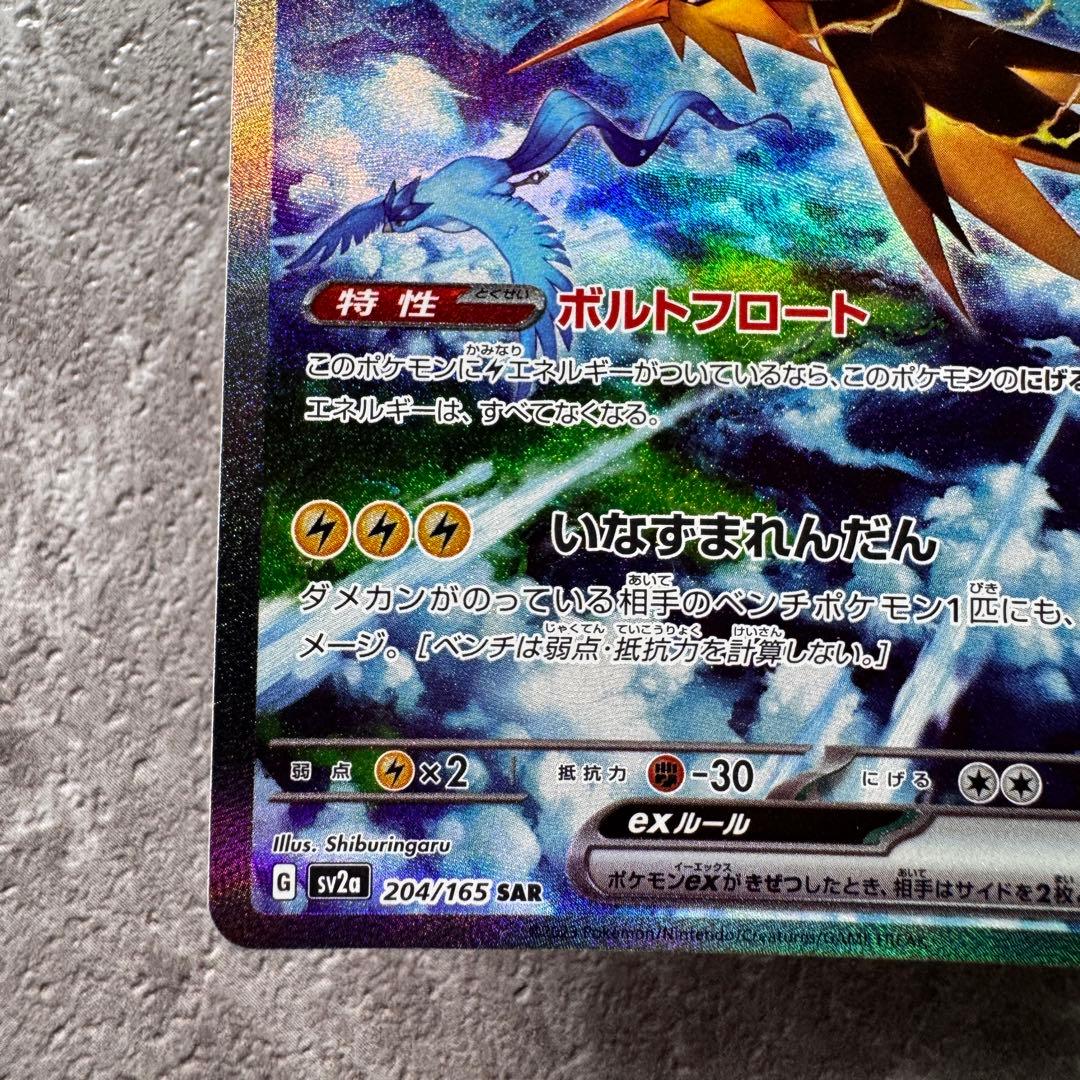 特性 とくせい ボルトフロート
かみなり
このポケモンにエネルギーがついているなら、このポケモンのにげる
エネルギーは、すべてなくなる。
いなずまれんだん
あいて びき
ダメカンがのっている相手のベンチポケモン1匹にも、
じゃくてん ていこうりょく けいさん
メージ。[ベンチは弱点・抵抗力を計算しない。]
弱点 ×2 抵抗力 -30 にげる
exルール
Illus. Shiburingaru
イーエックス あいて まい
ポケモンexがきぜつしたとき、相手はサイドを2枚
G sv2a 204/165 SAR
©2023 Pokémon/Nintendo/Creatures/GAME FREAK